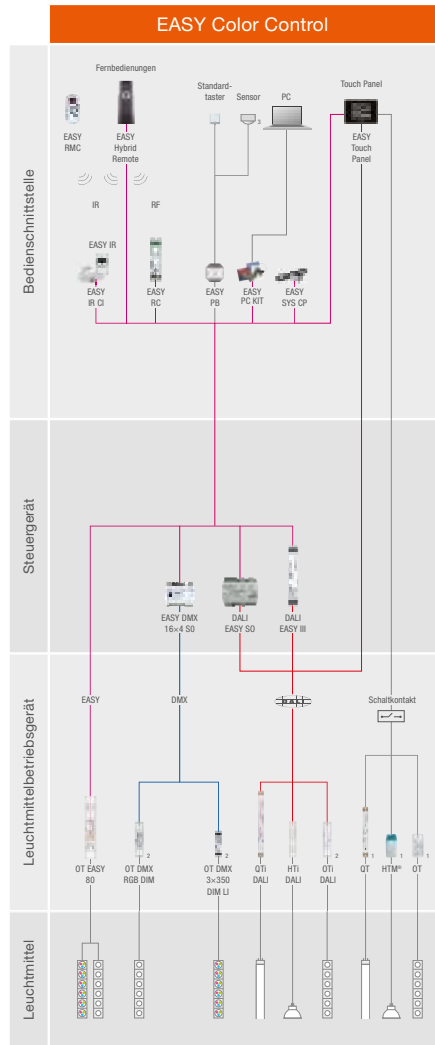 EASY Color Control
Bedienschnittstelle
Fernbedienungen
Standard-
taster
Sensor
3
PC
Touch Panel
EASY
RMC
EASY
Hybrid
Remote
EASY
Touch
Panel
IR
RF
EASY IR
EASY
IR CI
EASY
RC
EASY
PB
EASY
PC KIT
EASY
SYS CP
Steuergerät
EASY DMX
16×4 SO
DALI
EASY SO
DALI
EASY III
Leuchtmittelbetriebsgerät
EASY
DMX
DALI
Schaltkontakt
OT EASY
80
2
OT DMX
RGB DIM
2
OT DMX
3×350
DIM LI
QTi
DALI
HTi
DALI
2
OTi
DALI
1
QT
1
HTM®
1
OT
Leuchtmittel